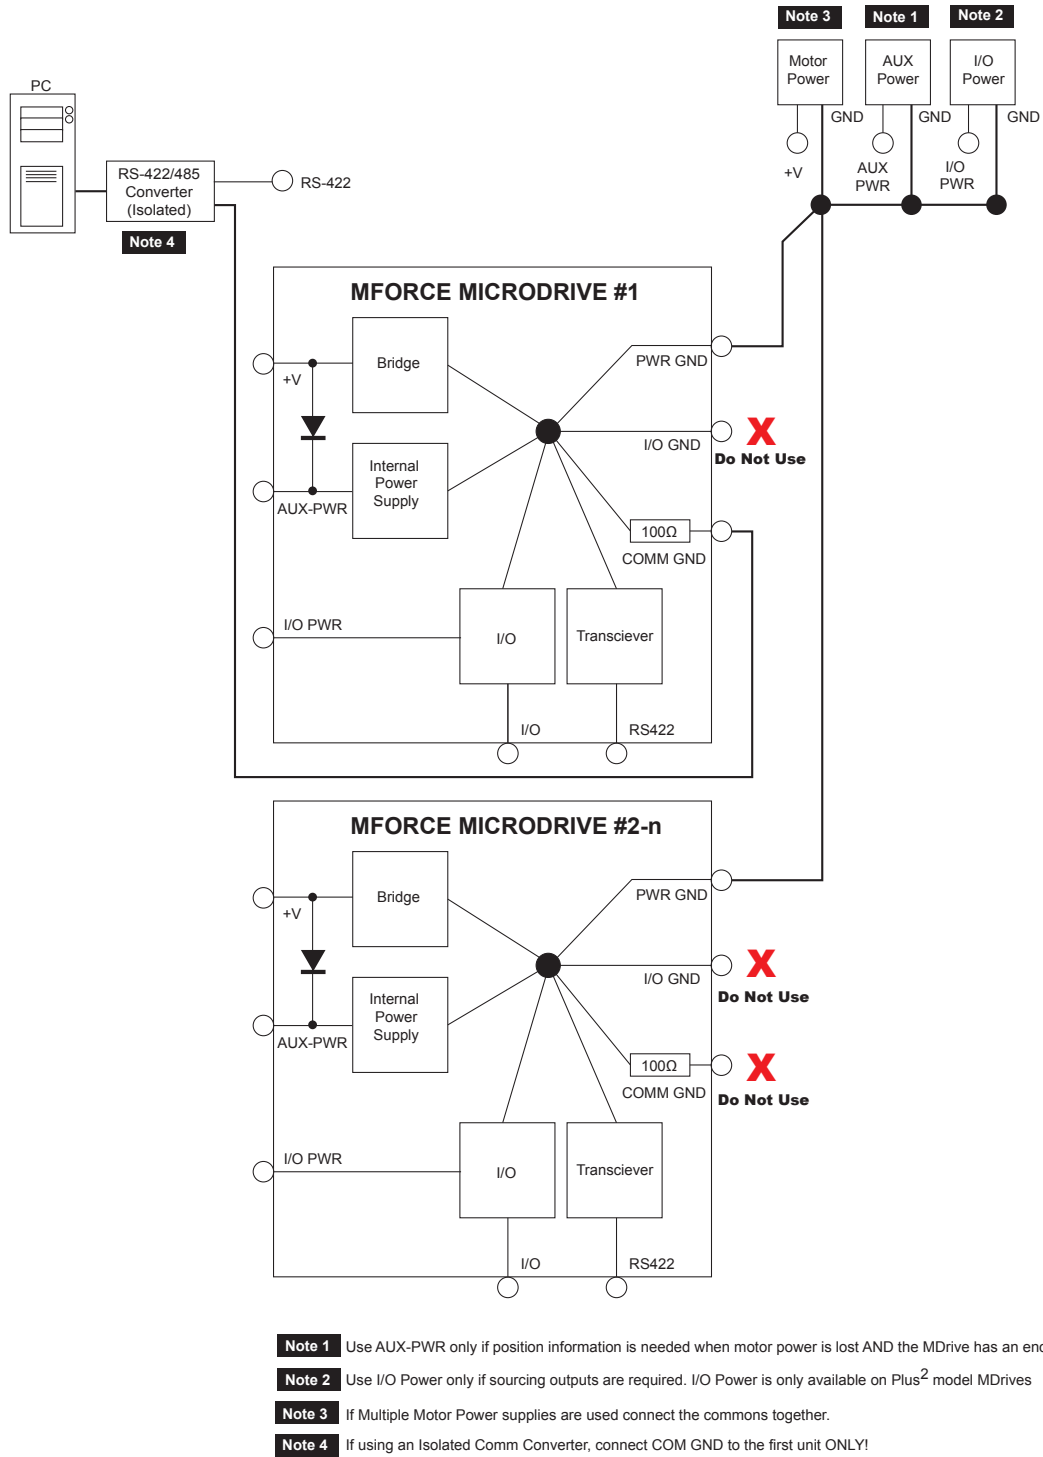 Note 3
Note 1
Note 2
Motor
Power
AUX
Power
I/O
Power
GND
GND
GND
+V
AUX
PWR
I/O
PWR
PC
RS-422/485
Converter
(Isolated)
RS-422
Note 4
MFORCE MICRODRIVE #1
+V
Bridge
PWR GND
I/O GND
X
Do Not Use
Internal
Power
Supply
AUX-PWR
100Ω
COMM GND
I/O PWR
I/O
Transciever
I/O
RS422
MFORCE MICRODRIVE #2-n
+V
Bridge
PWR GND
I/O GND
X
Do Not Use
Internal
Power
Supply
AUX-PWR
100Ω
COMM GND
X
Do Not Use
I/O PWR
I/O
Transciever
I/O
RS422
Note 1 Use AUX-PWR only if position information is needed when motor power is lost AND the MDrive has an
Note 2 Use I/O Power only if sourcing outputs are required. I/O Power is only available on Plus² model MDrives
Note 3 If Multiple Motor Power supplies are used connect the commons together.
Note 4 If using an Isolated Comm Converter, connect COM GND to the first unit ONLY!